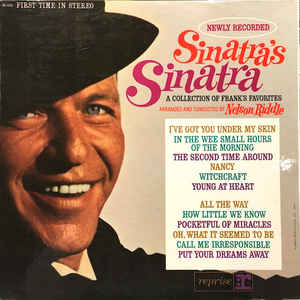 FIRST TIME IN STEREO
NEWLY RECORDED
Sinatra's
Sinatra
A COLLECTION OF FRANK'S FAVORITES
ARRANGED AND CONDUCTED BY Nelson Riddle
I'VE GOT YOU UNDER MY SKIN
IN THE WEE SMALL HOURS
OF THE MORNING
THE SECOND TIME AROUND
NANCY
WITCHCRAFT
YOUNG AT HEART
ALL THE WAY
HOW LITTLE WE KNOW
POCKETFUL OF MIRACLES
OH, WHAT IT SEEMED TO BE
CALL ME IRRESPONSIBLE
PUT YOUR DREAMS AWAY
reprise